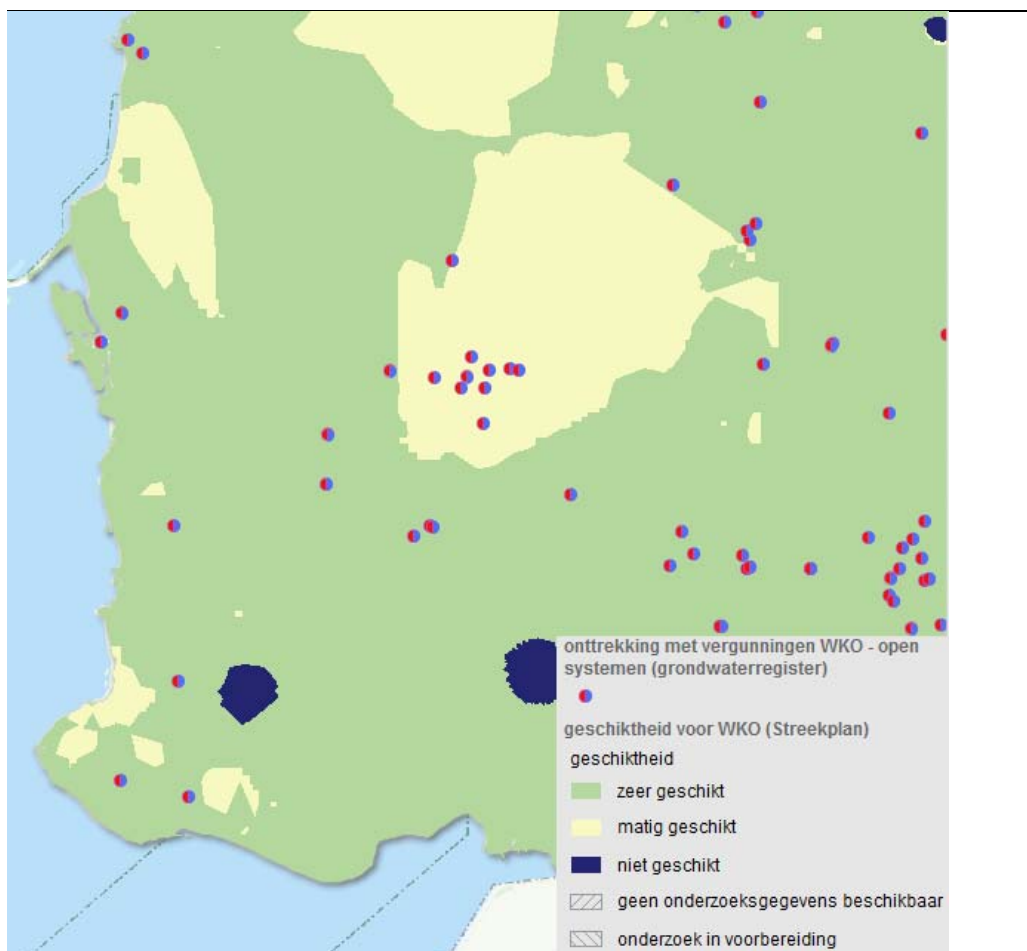 onttrekking met vergunningen WKO - open
systemen (grondwaterregister)
geschiktheid voor WKO (Streekplan)
geschiktheid
zeer geschikt
matig geschikt
niet geschikt
geen onderzoeksgegevens beschikbaar
onderzoek in voorbereiding